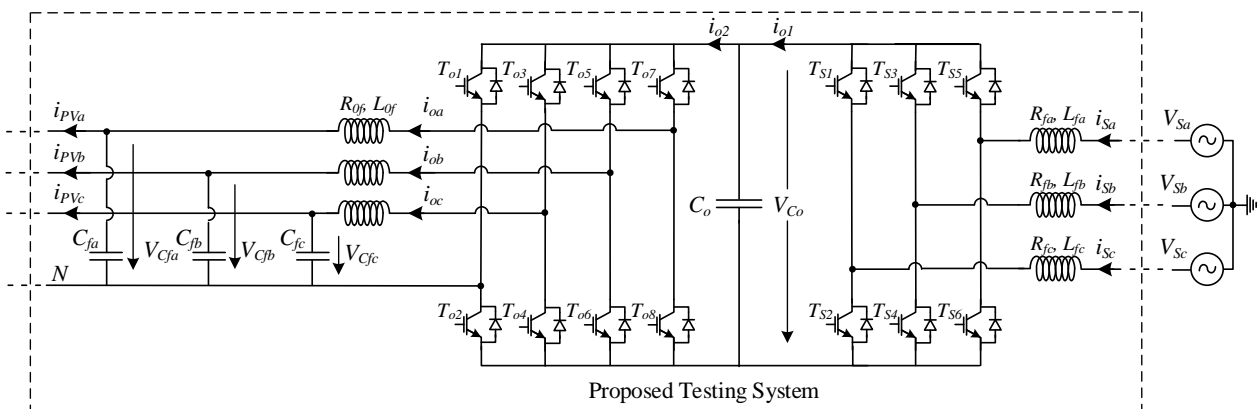 i_o2 i_o1
T_o1 T_o3 T_o5 T_o7 T_S1 T_S3 T_S5
i_PVa R_0f, L_0f i_oa R_fa, L_fa i_Sa V_Sa
i_PVb i_ob R_fb, L_fb i_Sb V_Sb
i_PVc i_oc C_o V_Co
C_fa V_Cfa C_fb V_Cfb C_fc V_Cfc R_fc, L_fc i_Sc V_Sc
N
T_o2 T_o4 T_o6 T_o8 T_S2 T_S4 T_S6
Proposed Testing System